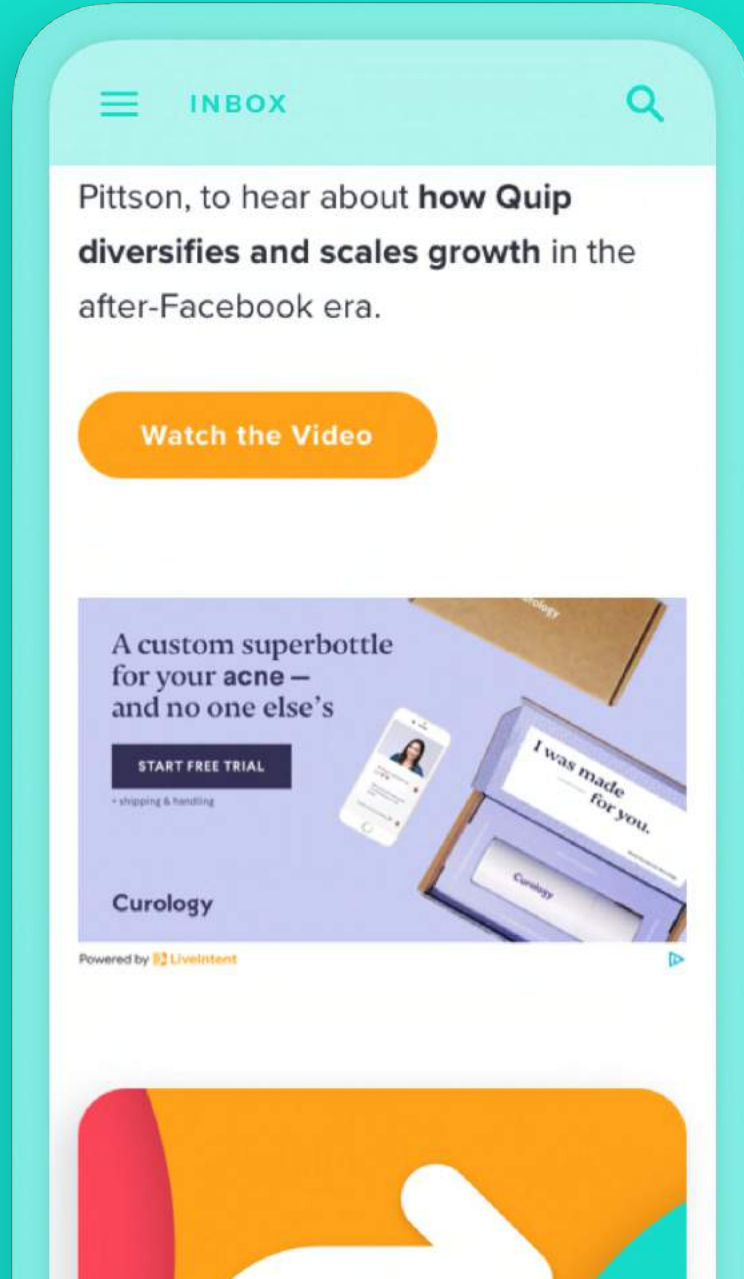 INBOX
Pittson, to hear about how Quip
diversifies and scales growth in the
after-Facebook era.
Watch the Video
A custom superbottle
for your acne —
and no one else's
START FREE TRIAL
+ shipping & handling
Curology
I was made
for you.
Curology
Powered by LiveIntent